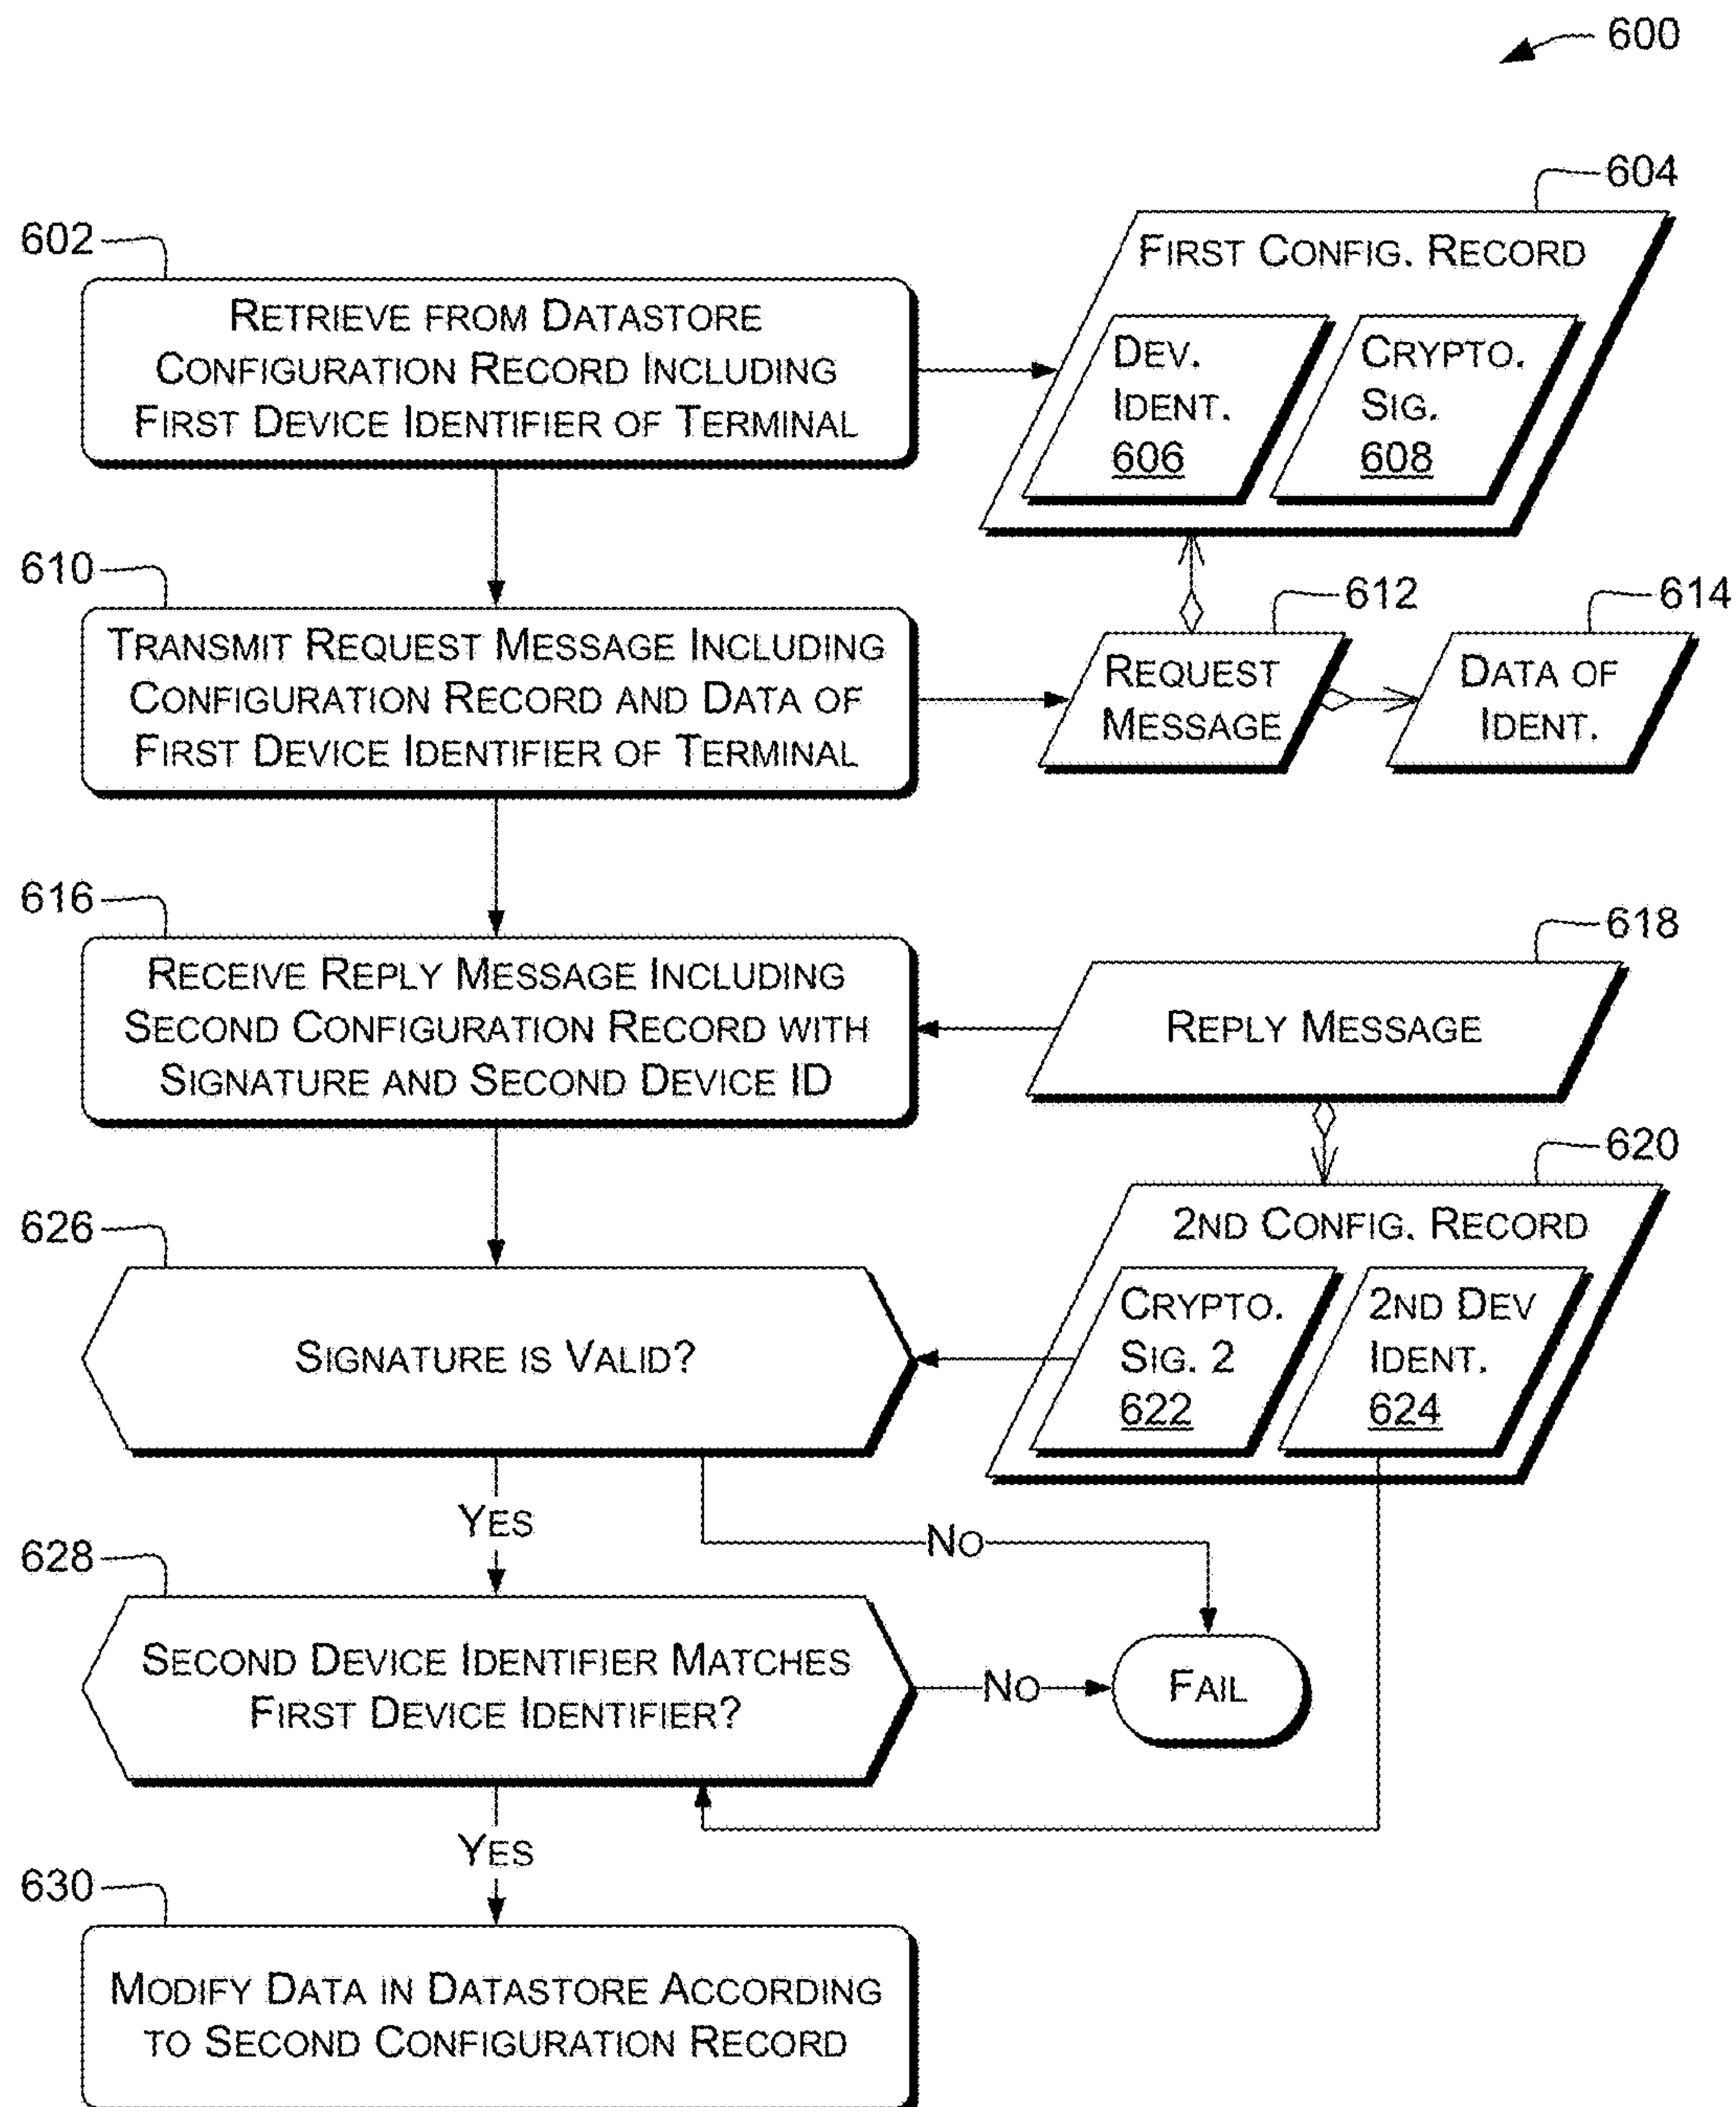 600
604
602
FIRST CONFIG. RECORD
RETRIEVE FROM DATASTORE
CONFIGURATION RECORD INCLUDING
FIRST DEVICE IDENTIFIER OF TERMINAL
DEV.
IDENT.
606
CRYPTO.
SIG.
608
610
612
614
TRANSMIT REQUEST MESSAGE INCLUDING
CONFIGURATION RECORD AND DATA OF
FIRST DEVICE IDENTIFIER OF TERMINAL
REQUEST
MESSAGE
DATA OF
IDENT.
616
618
RECEIVE REPLY MESSAGE INCLUDING
SECOND CONFIGURATION RECORD WITH
SIGNATURE AND SECOND DEVICE ID
REPLY MESSAGE
620
626
2ND CONFIG. RECORD
SIGNATURE IS VALID?
CRYPTO.
SIG. 2
622
2ND DEV
IDENT.
624
YES
NO
628
SECOND DEVICE IDENTIFIER MATCHES
FIRST DEVICE IDENTIFIER?
NO
FAIL
YES
630
MODIFY DATA IN DATASTORE ACCORDING
TO SECOND CONFIGURATION RECORD